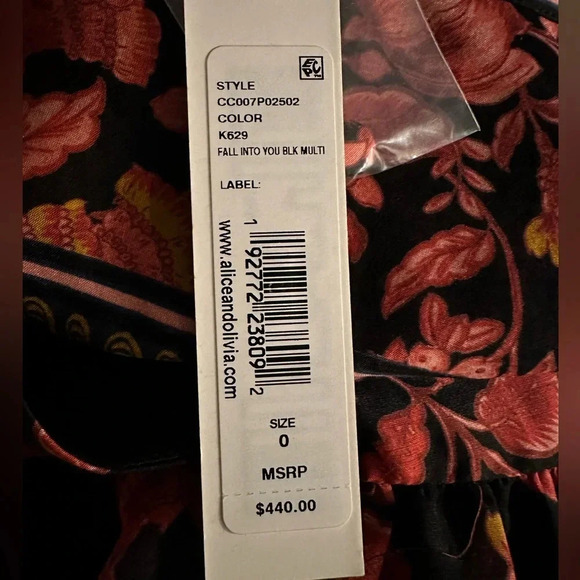 EPC
STYLE
CC007P02502
COLOR
K629
FALL INTO YOU BLK MULTI
LABEL:
1 92772 23809 2
www.aliceandolivia.com
SIZE
0
MSRP
$440.00